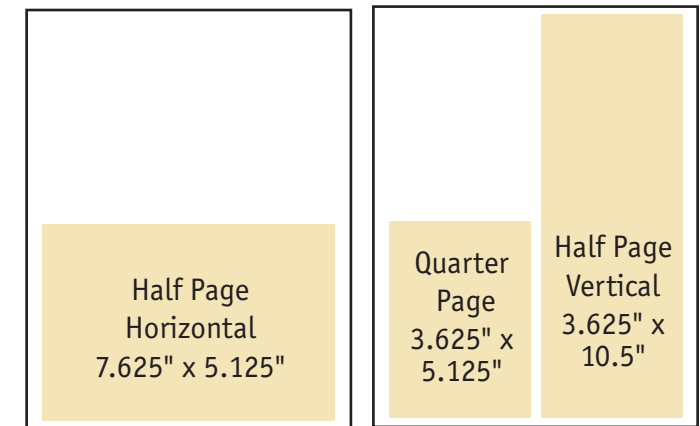 Half Page
Horizontal
7.625" x 5.125"
Quarter
Page
3.625" x
5.125"
Half Page
Vertical
3.625" x
10.5"